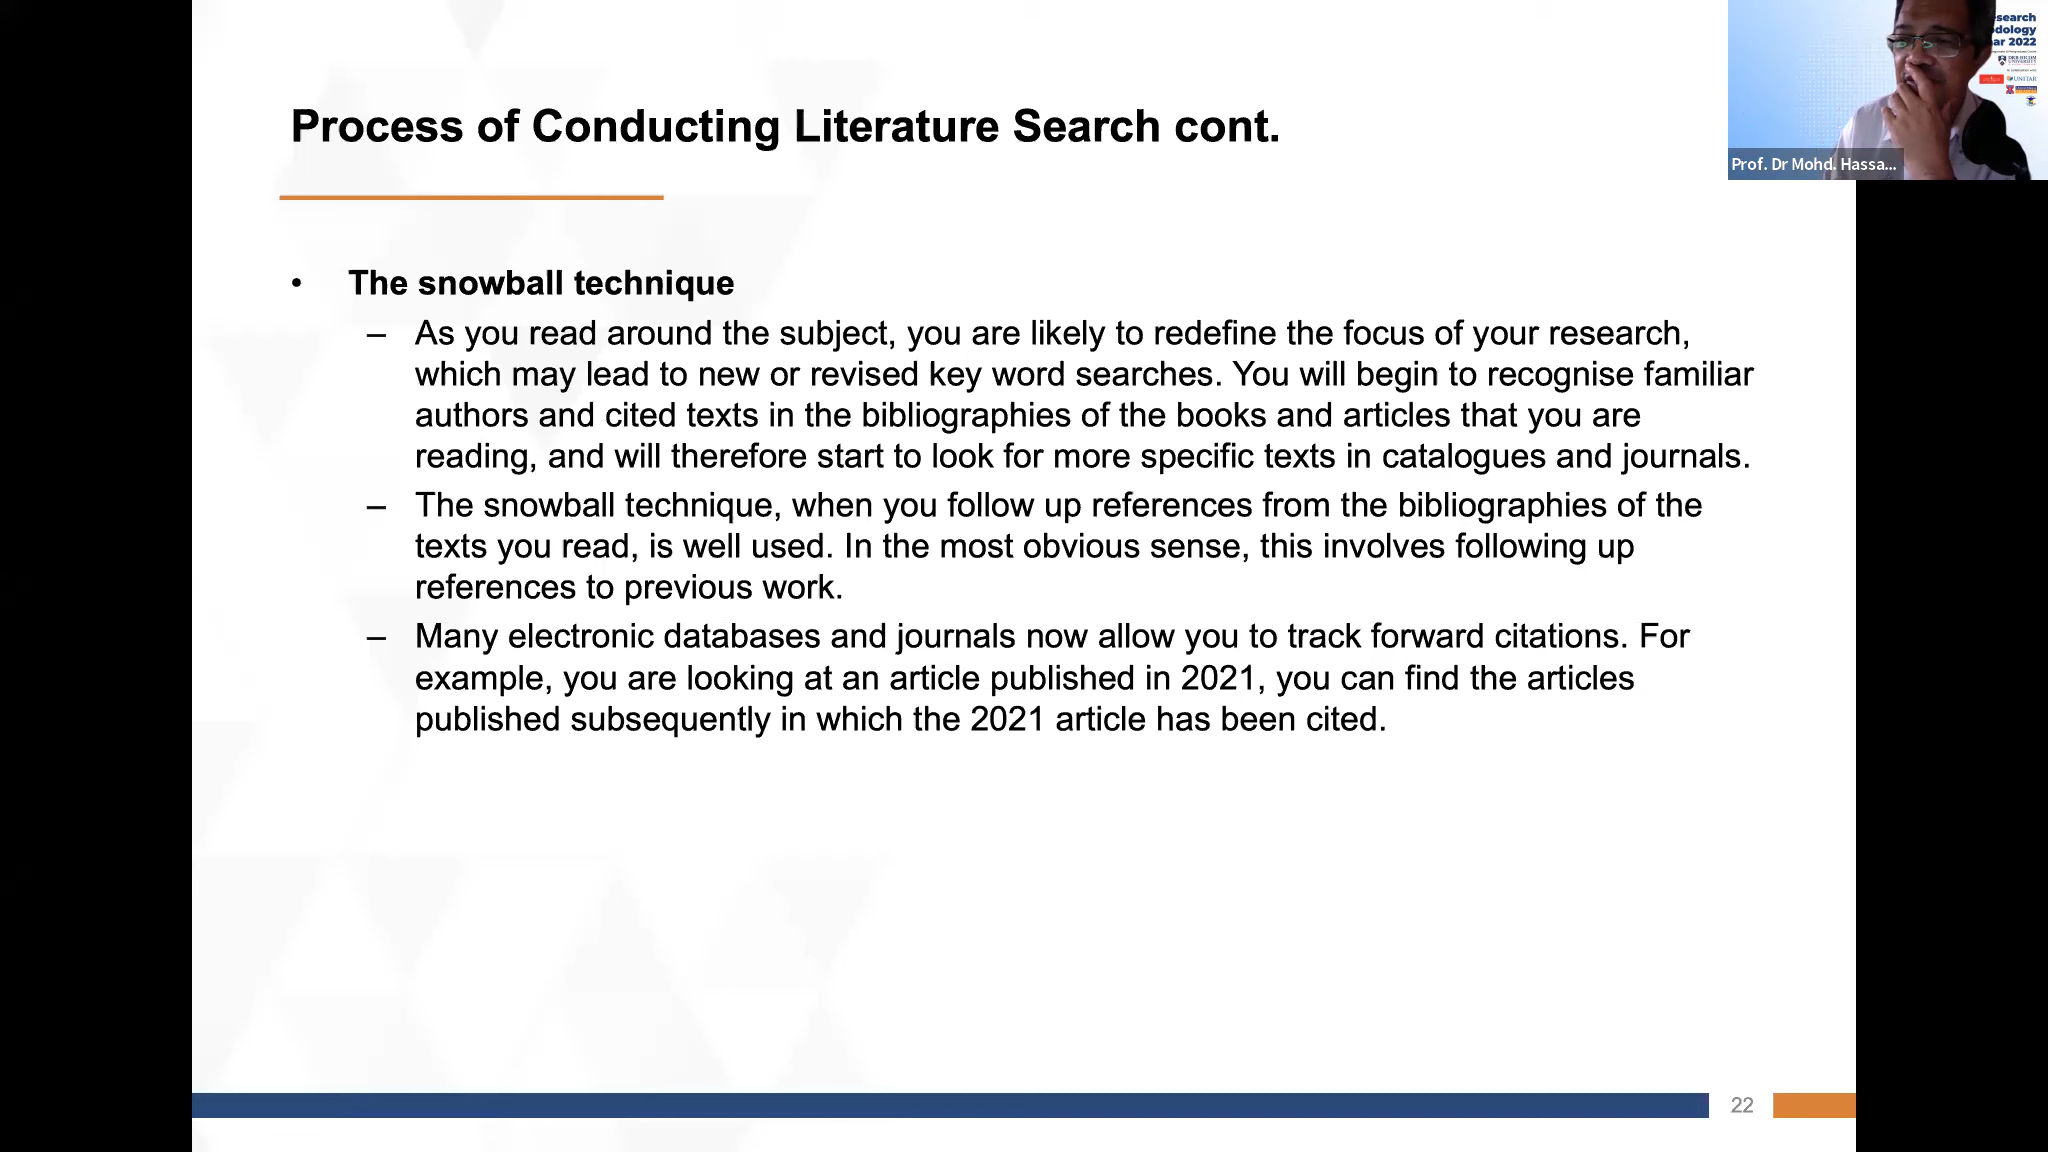 Process of Conducting Literature Search cont.
• The snowball technique
– As you read around the subject, you are likely to redefine the focus of your research,
which may lead to new or revised key word searches. You will begin to recognise familiar
authors and cited texts in the bibliographies of the books and articles that you are
reading, and will therefore start to look for more specific texts in catalogues and journals.
– The snowball technique, when you follow up references from the bibliographies of the
texts you read, is well used. In the most obvious sense, this involves following up
references to previous work.
– Many electronic databases and journals now allow you to track forward citations. For
example, you are looking at an article published in 2021, you can find the articles
published subsequently in which the 2021 article has been cited.
22
esearch
dology
ar 2022
UNITAR
Prof. Dr Mohd. Hassa...